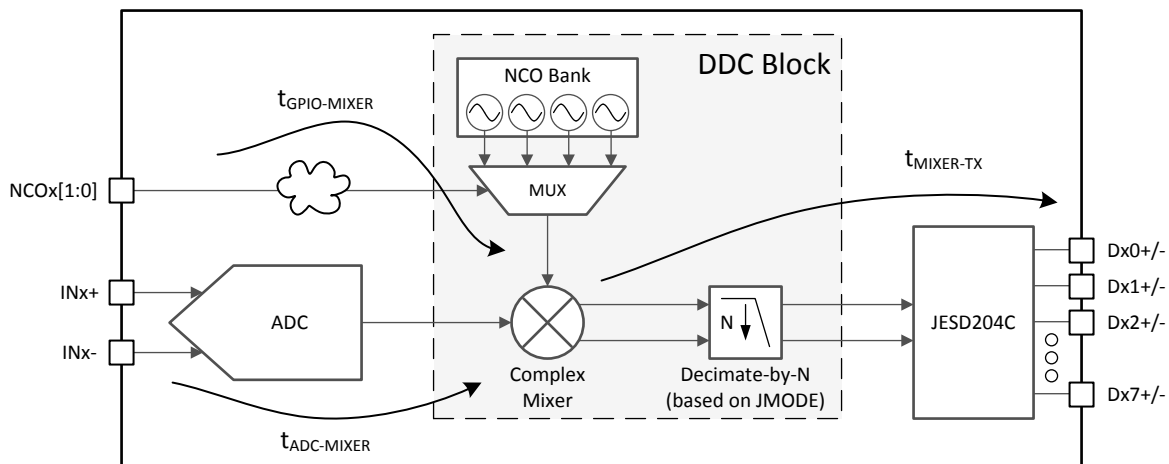 NCO Bank
DDC Block
tGPIO-MIXER
tMIXER-TX
NCOx[1:0]
MUX
Dx0+/-
INx+
Dx1+/-
ADC
N
JESD204C
Dx2+/-
INx-
Complex
Mixer
Decimate-by-N
(based on JMODE)
Dx7+/-
tADC-MIXER